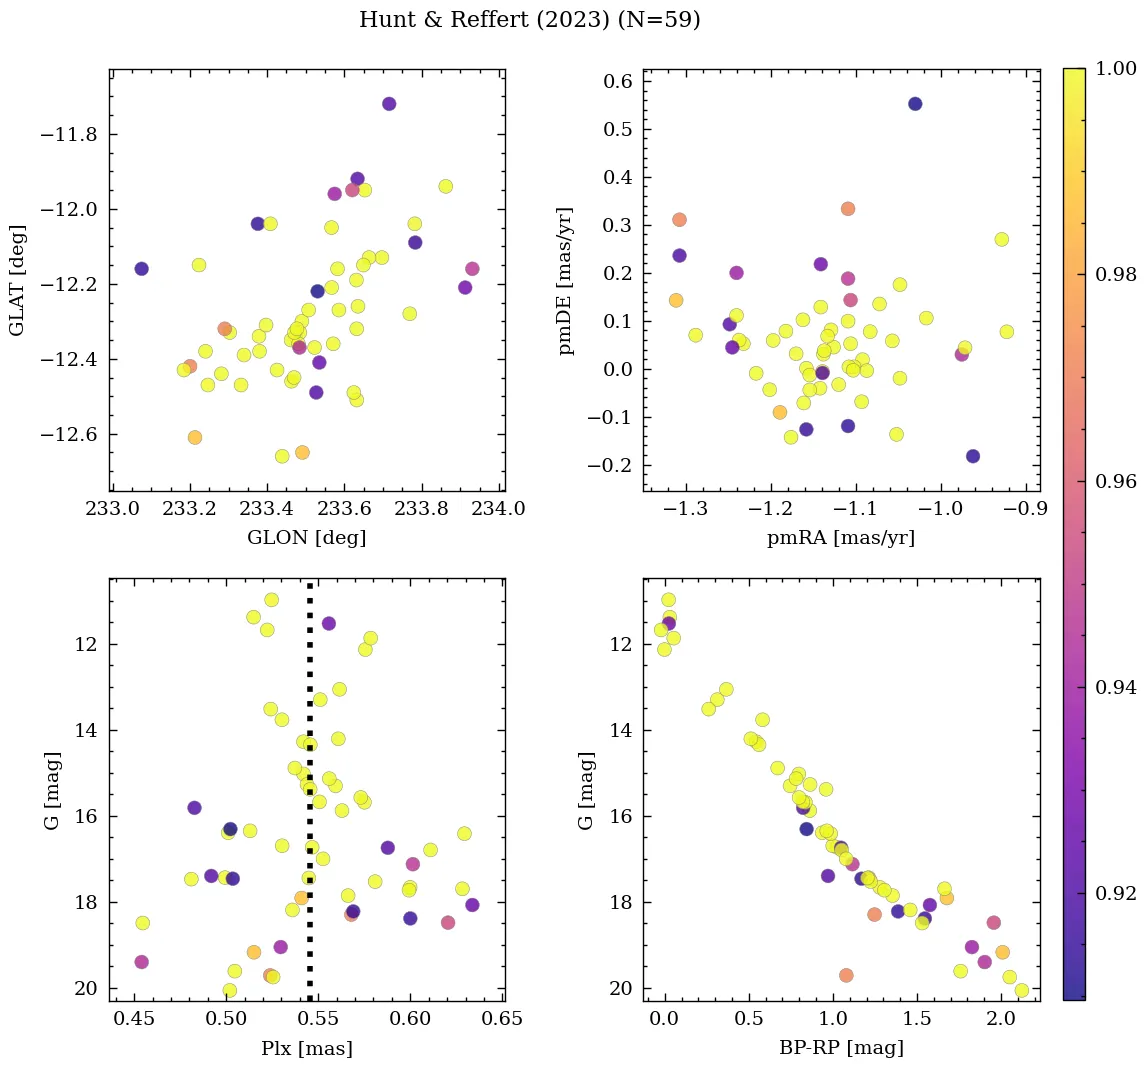 Hunt & Reffert (2023) (N=59)
−11.8
−12.0
−12.2
−12.4
−12.6
GLAT [deg]
233.0 233.2 233.4 233.6 233.8 234.0
GLON [deg]
0.6
0.5
0.4
0.3
0.2
0.1
0.0
−0.1
−0.2
pmDE [mas/yr]
−1.3 −1.2 −1.1 −1.0 −0.9
pmRA [mas/yr]
12
14
16
18
20
G [mag]
0.45 0.50 0.55 0.60 0.65
Plx [mas]
12
14
16
18
20
G [mag]
0.0 0.5 1.0 1.5 2.0
BP-RP [mag]
1.00
0.98
0.96
0.94
0.92